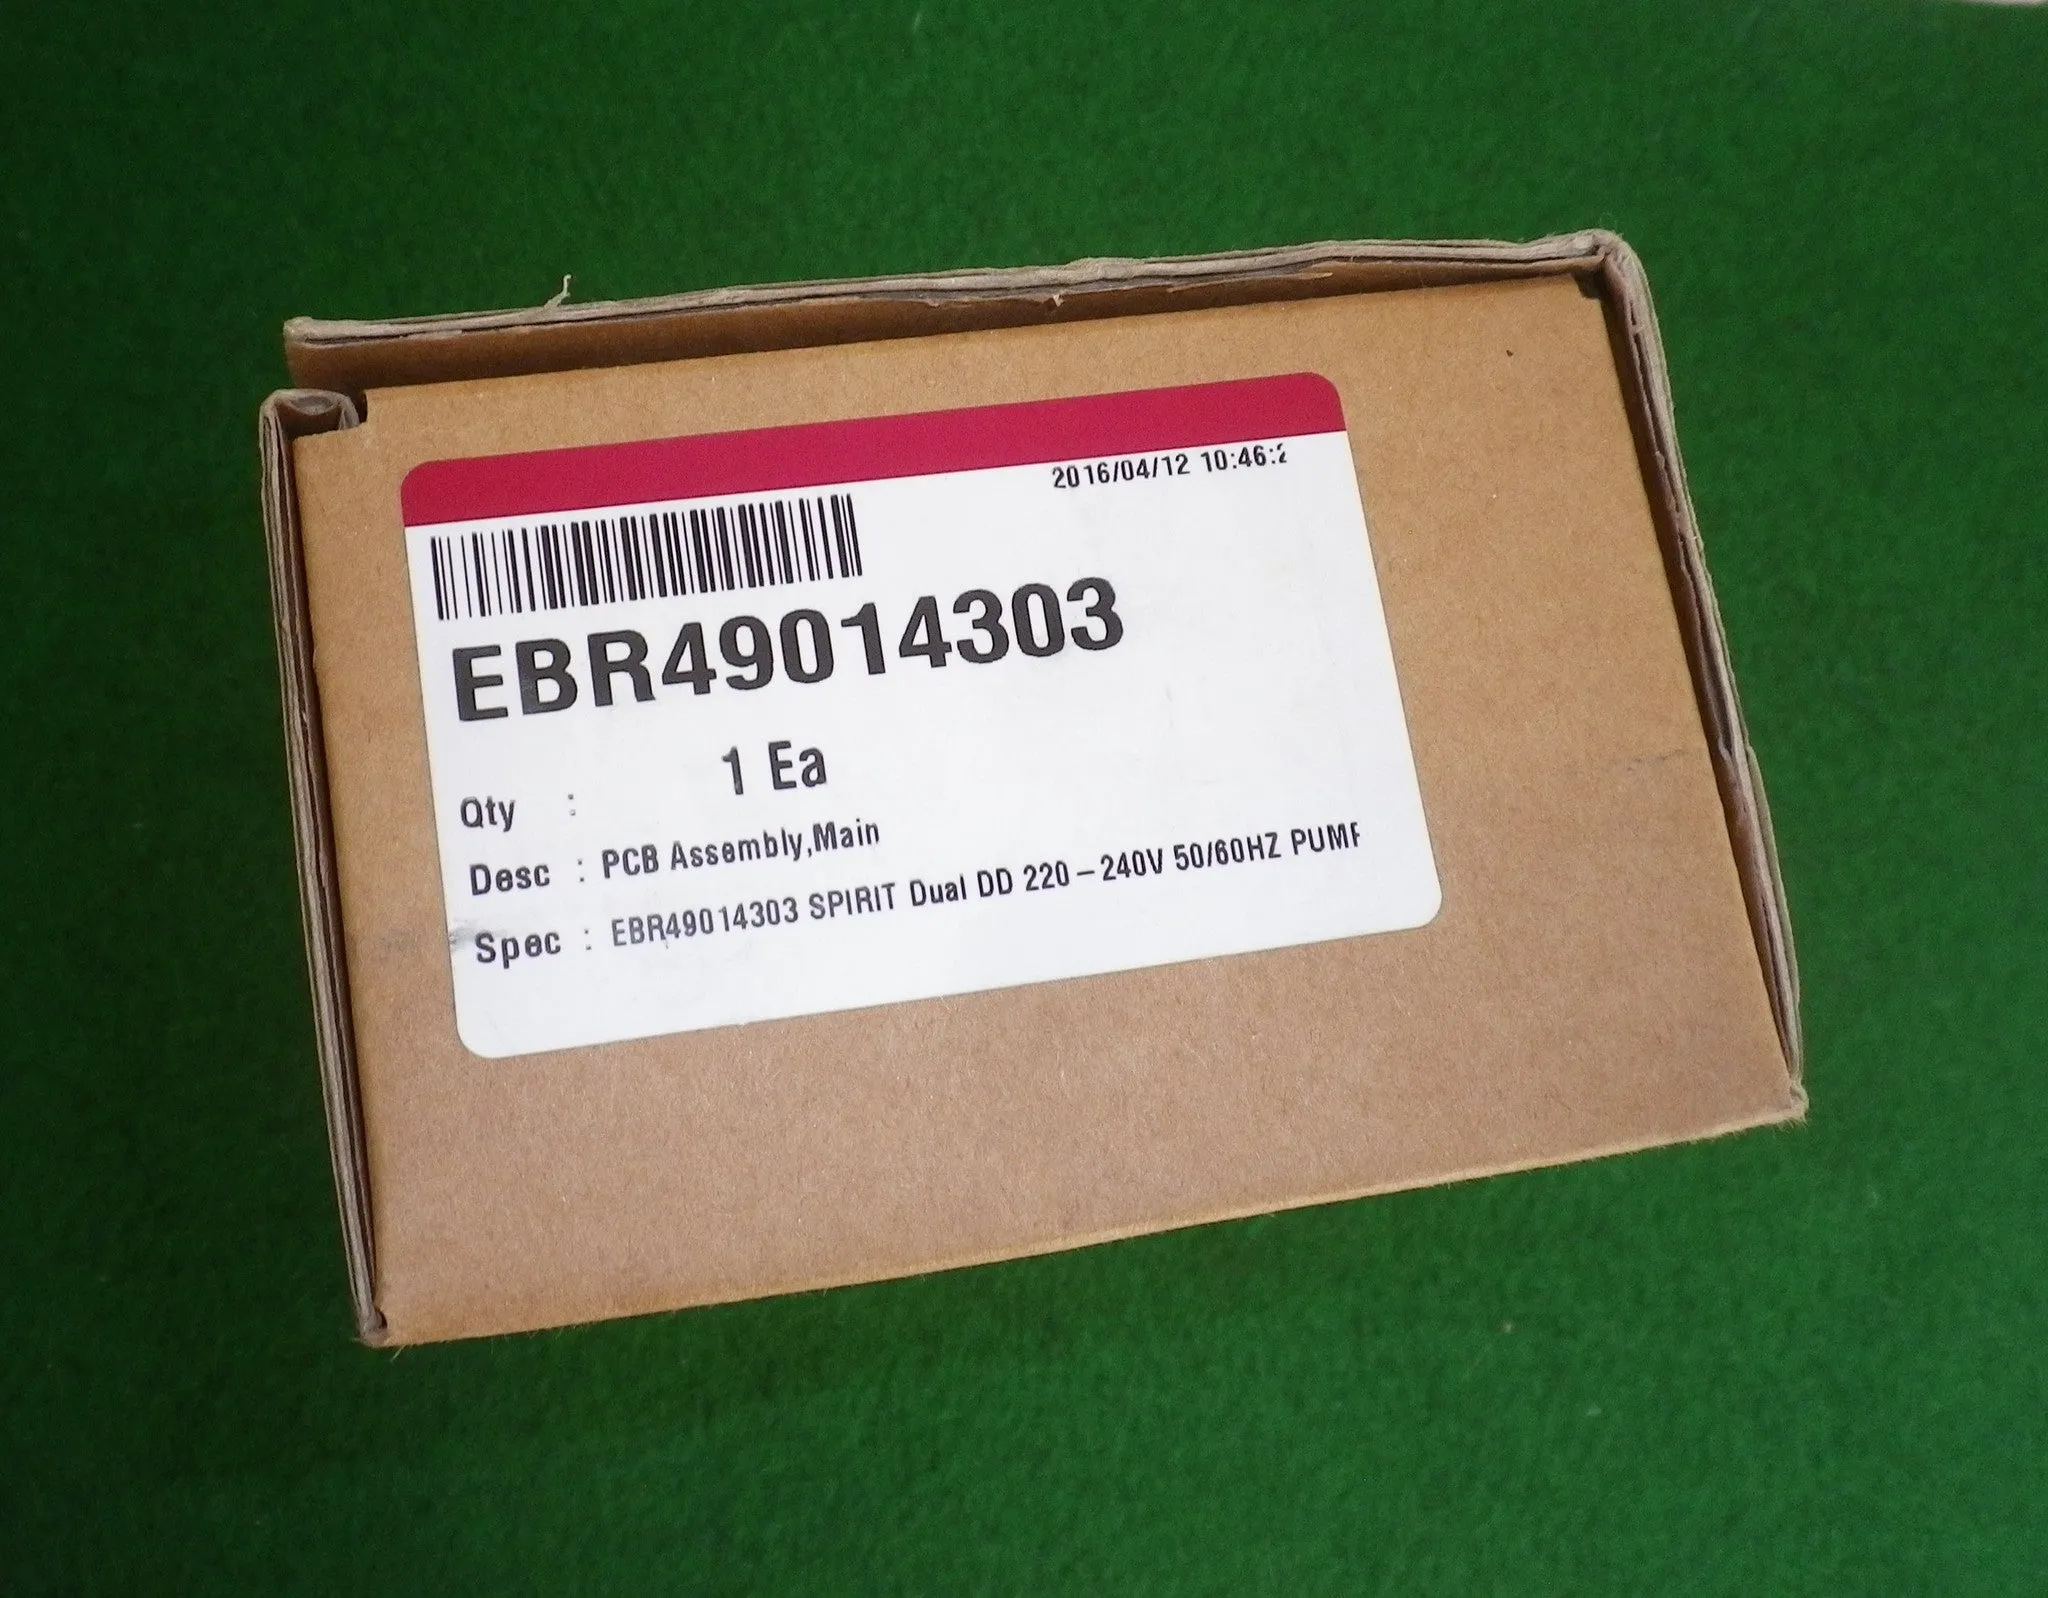 2016/04/12 10:46:2
EBR49014303
Qty : 1 Ea
Desc : PCB Assembly,Main
Spec : EBR49014303 SPIRIT Dual DD 220-240V 50/60HZ PUMP